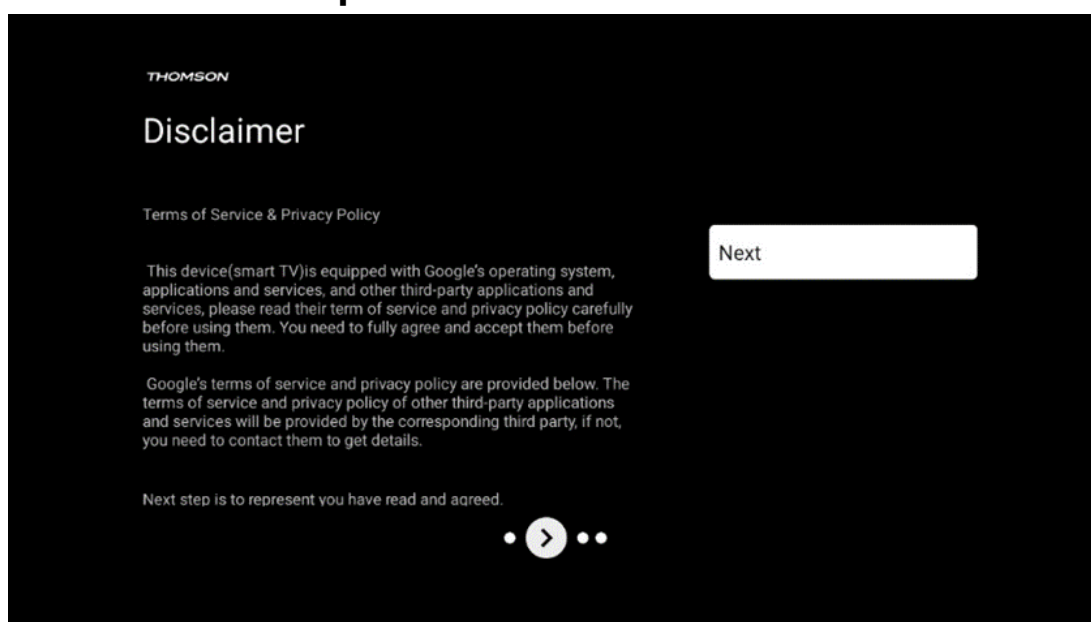 THOMSON
Disclaimer
Terms of Service & Privacy Policy
Next
This device(smart TV)is equipped with Google's operating system,
applications and services, and other third-party applications and
services, please read their term of service and privacy policy carefully
before using them. You need to fully agree and accept them before
using them.
Google's terms of service and privacy policy are provided below. The
terms of service and privacy policy of other third-party applications
and services will be provided by the corresponding third party, if not,
you need to contact them to get details.
Next step is to represent you have read and agreed.